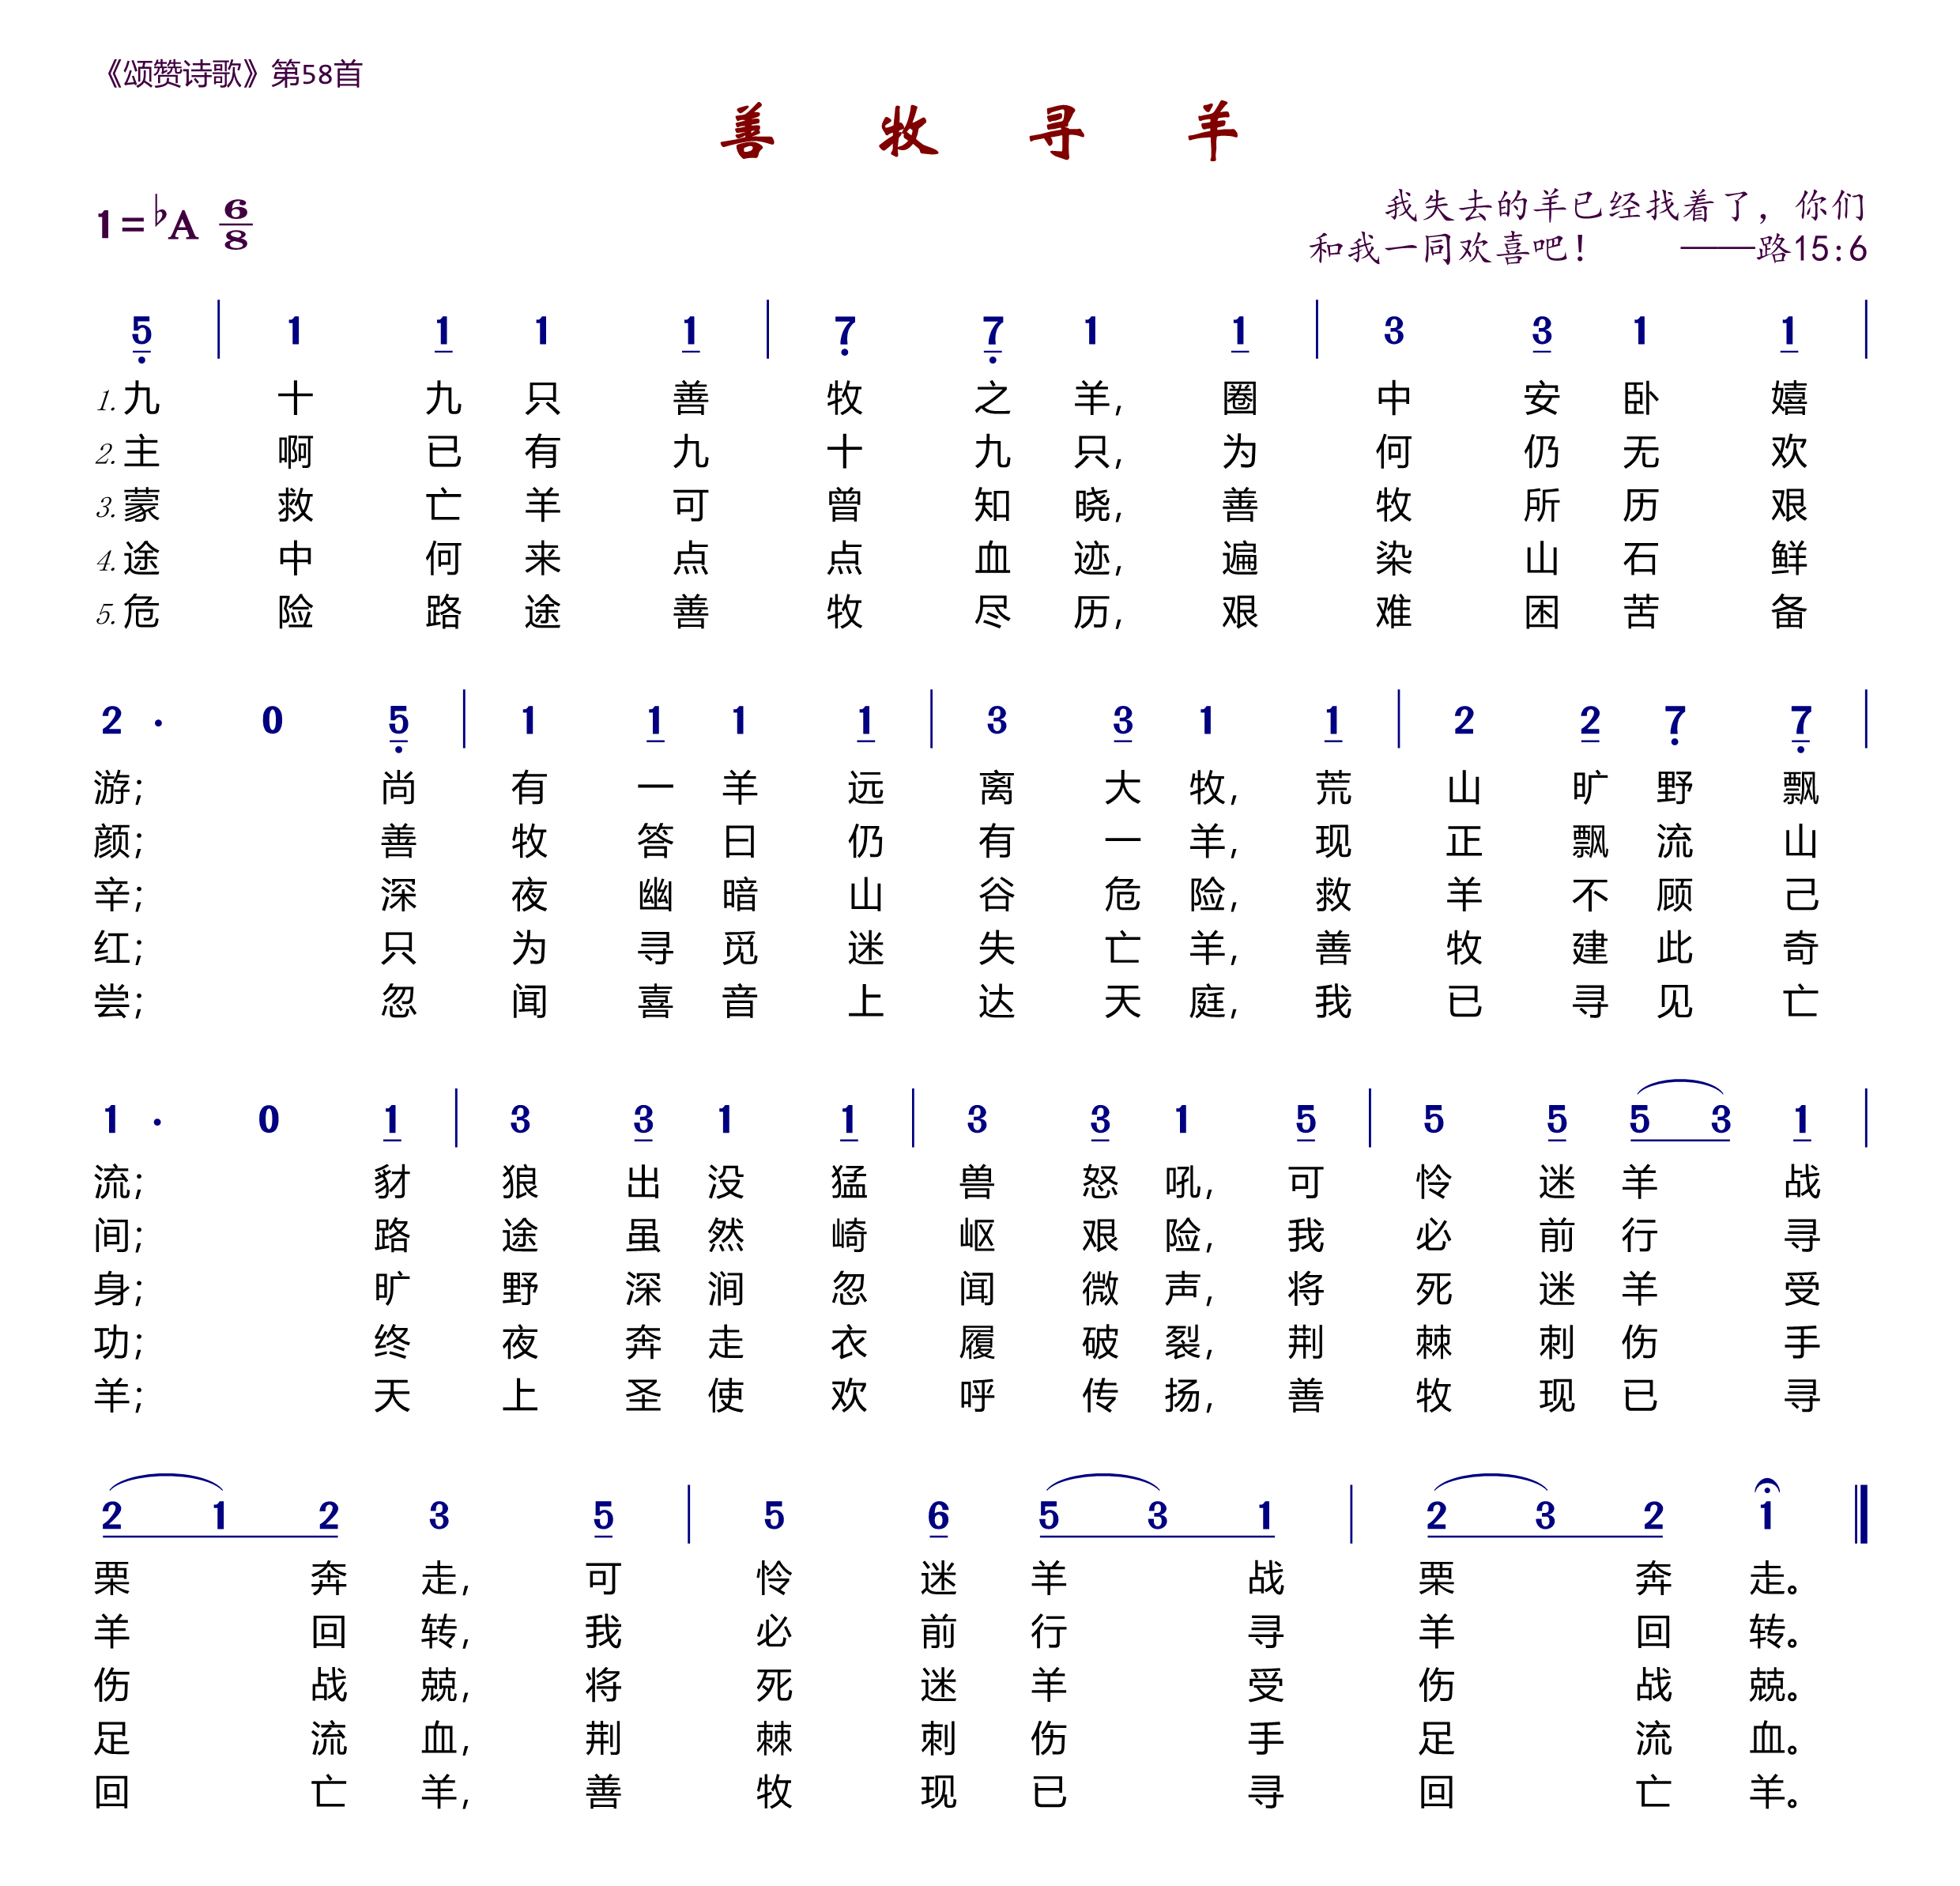 《颂赞诗歌》第58首
善牧寻羊
1=♭A 6/8
我失去的羊已经找着了，你们
和我一同欢喜吧！ ——路15:6
5 | 1 1 1 1 | 7 7 1 1 | 3 3 1 1 |
1.九十九只善牧之羊，圈中安卧嬉
2.主啊已有九十九只，为何仍无欢
3.蒙救亡羊可曾知晓，善牧所历艰
4.途中何来点点血迹，遍染山石鲜
5.危险路途善牧尽历，艰难困苦备
2 · 0 5 | 1 1 1 1 | 3 3 1 1 | 2 2 7 7 |
游；尚有一羊远离大牧，荒山旷野飘
颜；善牧答曰仍有一羊，现正飘流山
辛；深夜幽暗山谷危险，救羊不顾己
红；只为寻觅迷失亡羊，善牧建此奇
尝；忽闻喜音上达天庭，我已寻见亡
1 · 0 1 | 3 3 1 1 | 3 3 1 5 | 5 5 5 3 1 |
流；豺狼出没猛兽怒吼，可怜迷羊战
间；路途虽然崎岖艰险，我必前行寻
身；旷野深涧忽闻微声，将死迷羊受
功；终夜奔走衣履破裂，荆棘刺伤手
羊；天上圣使欢呼传扬，善牧现已寻
2 1 2 3 5 | 5 6 5 3 1 | 2 3 2 1 ‖
栗奔走，可怜迷羊战栗奔走。
羊回转，我必前行寻羊回转。
伤战兢，将死迷羊受伤战兢。
足流血，荆棘刺伤手足流血。
回亡羊，善牧现已寻回亡羊。